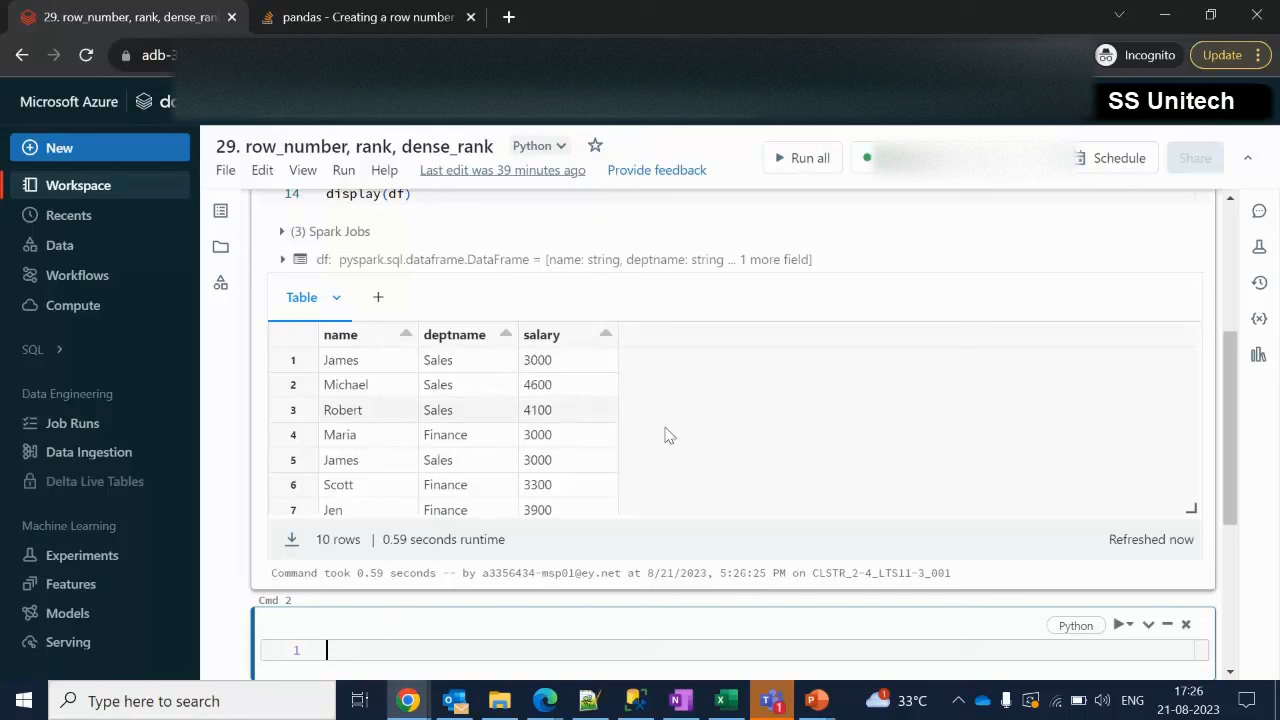 29. row_number, rank, dense_ran
pandas - Creating a row number
adb-3
Incognito
Update
Microsoft Azure
SS Unitech
New
Workspace
Recents
Data
Workflows
Compute
SQL
Data Engineering
Job Runs
Data Ingestion
Delta Live Tables
Machine Learning
Experiments
Features
Models
Serving
29. row_number, rank, dense_rank
Python
Run all
Schedule
Share
File Edit View Run Help Last edit was 39 minutes ago Provide feedback
14 display(df)
(3) Spark Jobs
df: pyspark.sql.dataframe.DataFrame = [name: string, deptname: string ... 1 more field]
Table +
name deptname salary
1 James Sales 3000
2 Michael Sales 4600
3 Robert Sales 4100
4 Maria Finance 3000
5 James Sales 3000
6 Scott Finance 3300
7 Jen Finance 3900
10 rows | 0.59 seconds runtime
Refreshed now
Command took 0.59 seconds -- by a3356434-msp01@ey.net at 8/21/2023, 5:26:25 PM on CLSTR_2-4_LTS11-3_001
Cmd 2
Python
1
Type here to search
33°C
ENG
17:26
21-08-2023